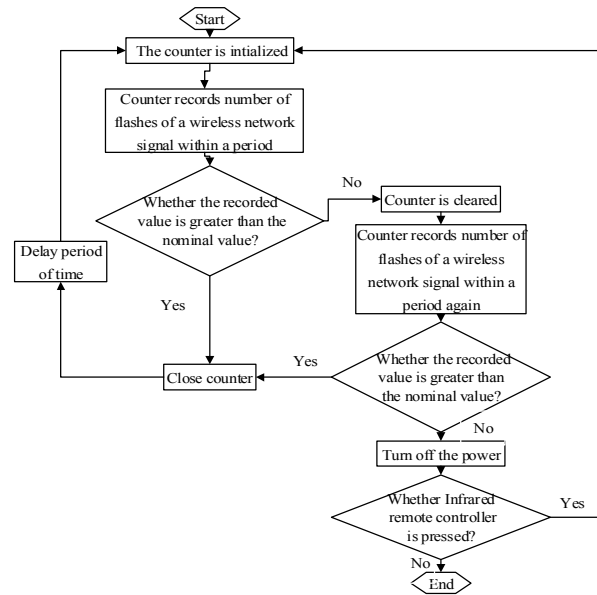 Start
The counter is intialized
Counter records number of
flashes of a wireless network
signal within a period
Whether the recorded
value is greater than the
nominal value?
No
Counter is cleared
Counter records number of
flashes of a wireless
network signal within a
period again
Delay period
of time
Yes
Close counter
Yes
Whether the recorded
value is greater than
the nominal value?
No
Turn off the power
Whether Infrared
remote controller
is pressed?
Yes
No
End